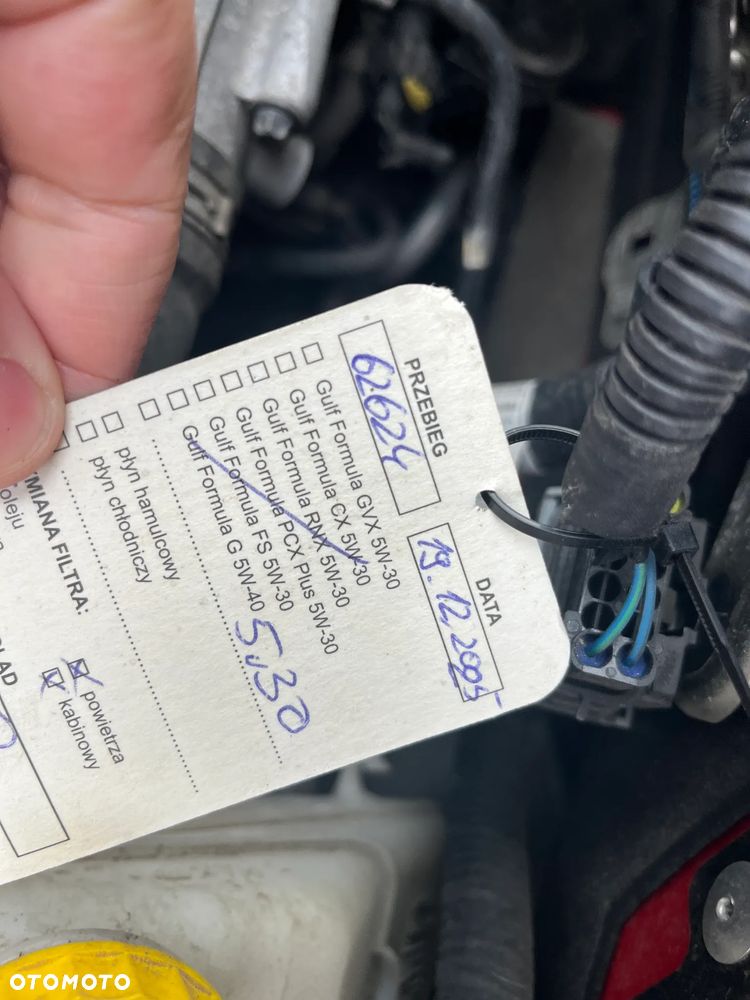 PRZEBIEG
DATA
62624
19.12.2005
Gulf Formula GVX 5W-30
Gulf Formula CX 5W-30
Gulf Formula RNX 5W-30
Gulf Formula PCX Plus 5W-30
Gulf Formula FS 5W-30
Gulf Formula G 5W-40
5W30
płyn hamulcowy
płyn chłodniczy
MIANA FILTRA:
oleju
powietrza
kabinowy
OTOMOTO